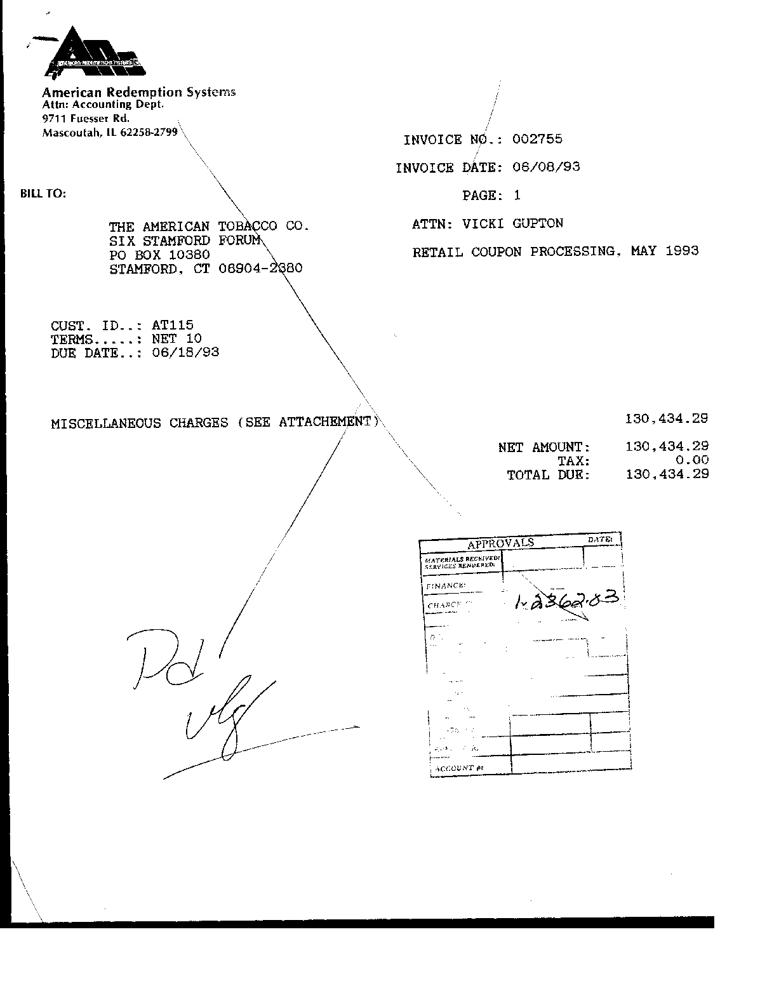 American Redemption Systems
Attn: Accounting Dept.
9711 Fuesser Rd.
Mascoutah, IL 62258-2799
INVOICE NO.: 002755
INVOICE DATE: 06/08/93
PAGE: 1
BILL TO:
THE AMERICAN TOBACCO CO.
SIX STAMFORD FORUM
PO BOX 10380
STAMFORD, CT 06904-2380
ATTN: VICKI GUPTON
RETAIL COUPON PROCESSING, MAY 1993
CUST. ID..: AT115
TERMS.....: NET 10
DUE DATE..: 06/18/93
MISCELLANEOUS CHARGES (SEE ATTACHEMENT) 130,434.29
NET AMOUNT: 130,434.29
TAX: 0.00
TOTAL DUE: 130,434.29
APPROVALS DATE:
MATERIALS RECEIVED:
SERVICES RENDERED:
FINANCE:
Pd
vlg
ACCOUNT #: